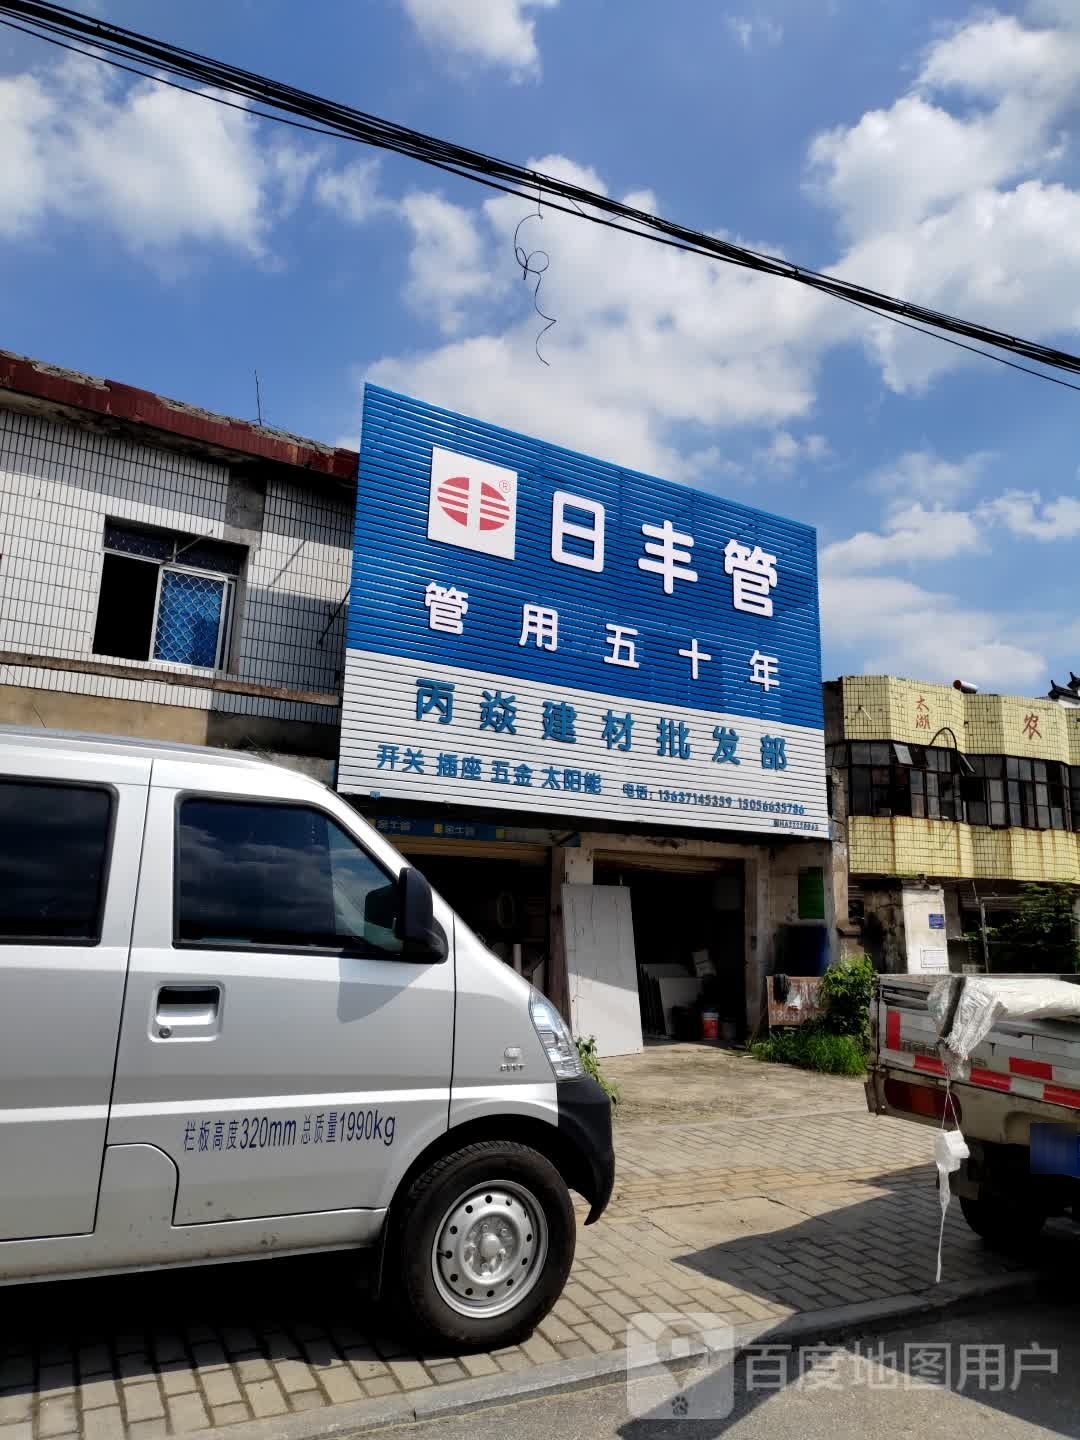 日丰管
管用五十年
丙焱建材批发部
开关 插座 五金 太阳能 电话：13637145359 15056635786
太湖 农
栏板高度320mm 总质量1990kg
百度地图用户